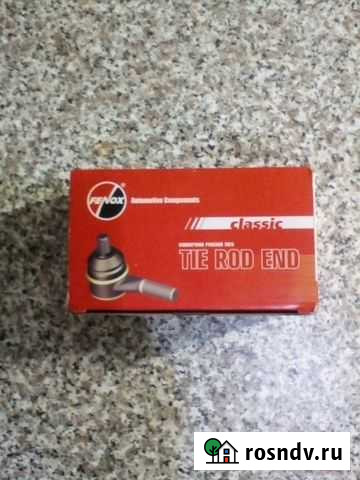 FENOX
Automotive Components
classic
TIE ROD END
rosndv.ru